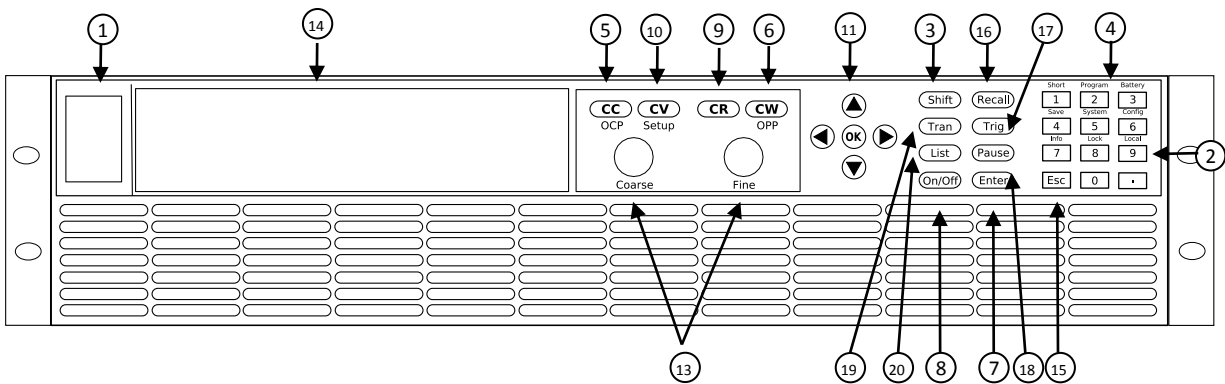 1
14
5
10
9
6
11
3
16
17
4
CC CV CR CW
OCP Setup OPP
Coarse Fine
OK
Shift Recall
Tran Trig
List Pause
On/Off Enter
Short Program Battery
1 2 3
Save System Config
4 5 6
Info Lock Local
7 8 9
Esc 0 .
2
13
19
20
8
7
18
15